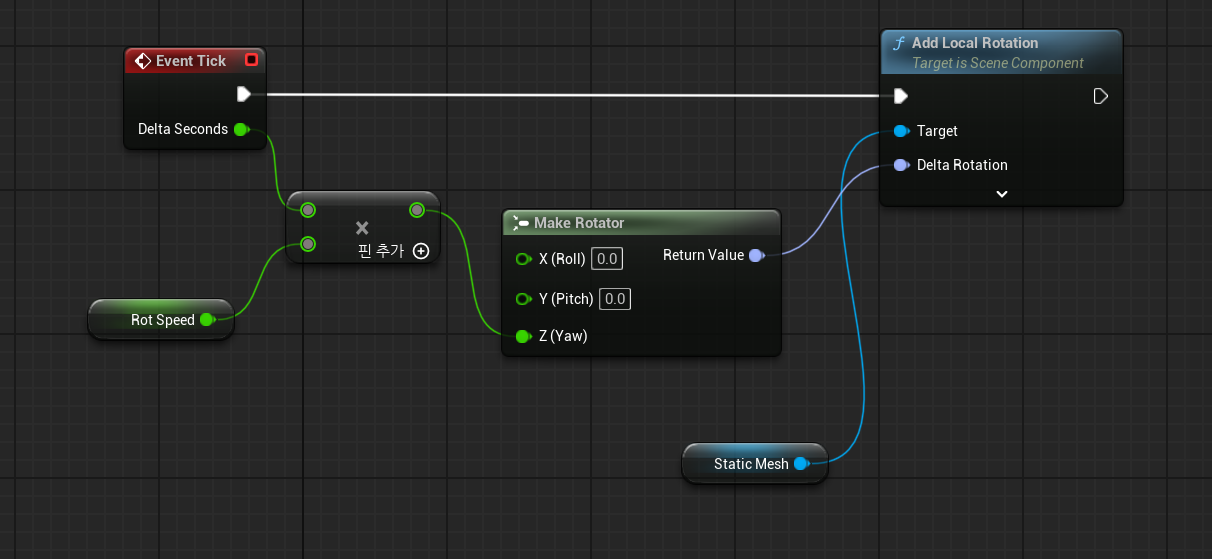 Event Tick
Delta Seconds
핀 추가
Rot Speed
Make Rotator
X (Roll) 0.0
Return Value
Y (Pitch) 0.0
Z (Yaw)
Add Local Rotation
Target is Scene Component
Target
Delta Rotation
Static Mesh